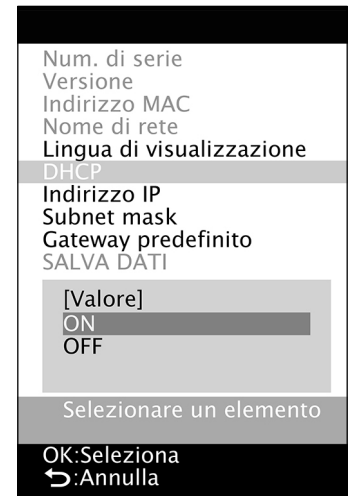 Num. di serie
Versione
Indirizzo MAC
Nome di rete
Lingua di visualizzazione
DHCP
Indirizzo IP
Subnet mask
Gateway predefinito
SALVA DATI
[Valore]
ON
OFF
Selezionare un elemento
OK:Seleziona
⮌:Annulla